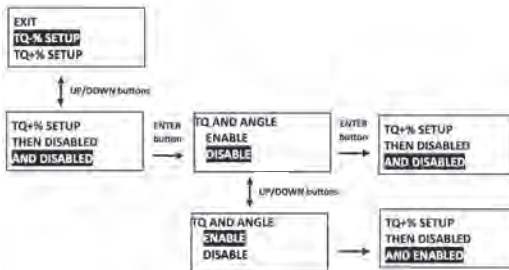 EXIT
TQ-% SETUP
TQ+% SETUP
UP/DOWN buttons
TQ+% SETUP
THEN DISABLED
AND DISABLED
ENTER
button
TQ AND ANGLE
ENABLE
DISABLE
ENTER
button
TQ+% SETUP
THEN DISABLED
AND DISABLED
UP/DOWN buttons
TQ AND ANGLE
ENABLE
DISABLE
TQ+% SETUP
THEN DISABLED
AND ENABLED